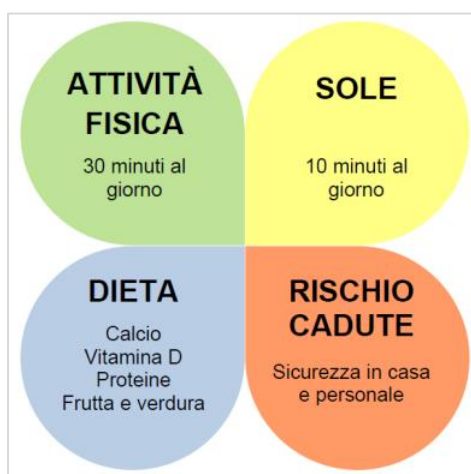 ATTIVITÀ
FISICA
30 minuti al
giorno
SOLE
10 minuti al
giorno
DIETA
Calcio
Vitamina D
Proteine
Frutta e verdura
RISCHIO
CADUTE
Sicurezza in casa
e personale